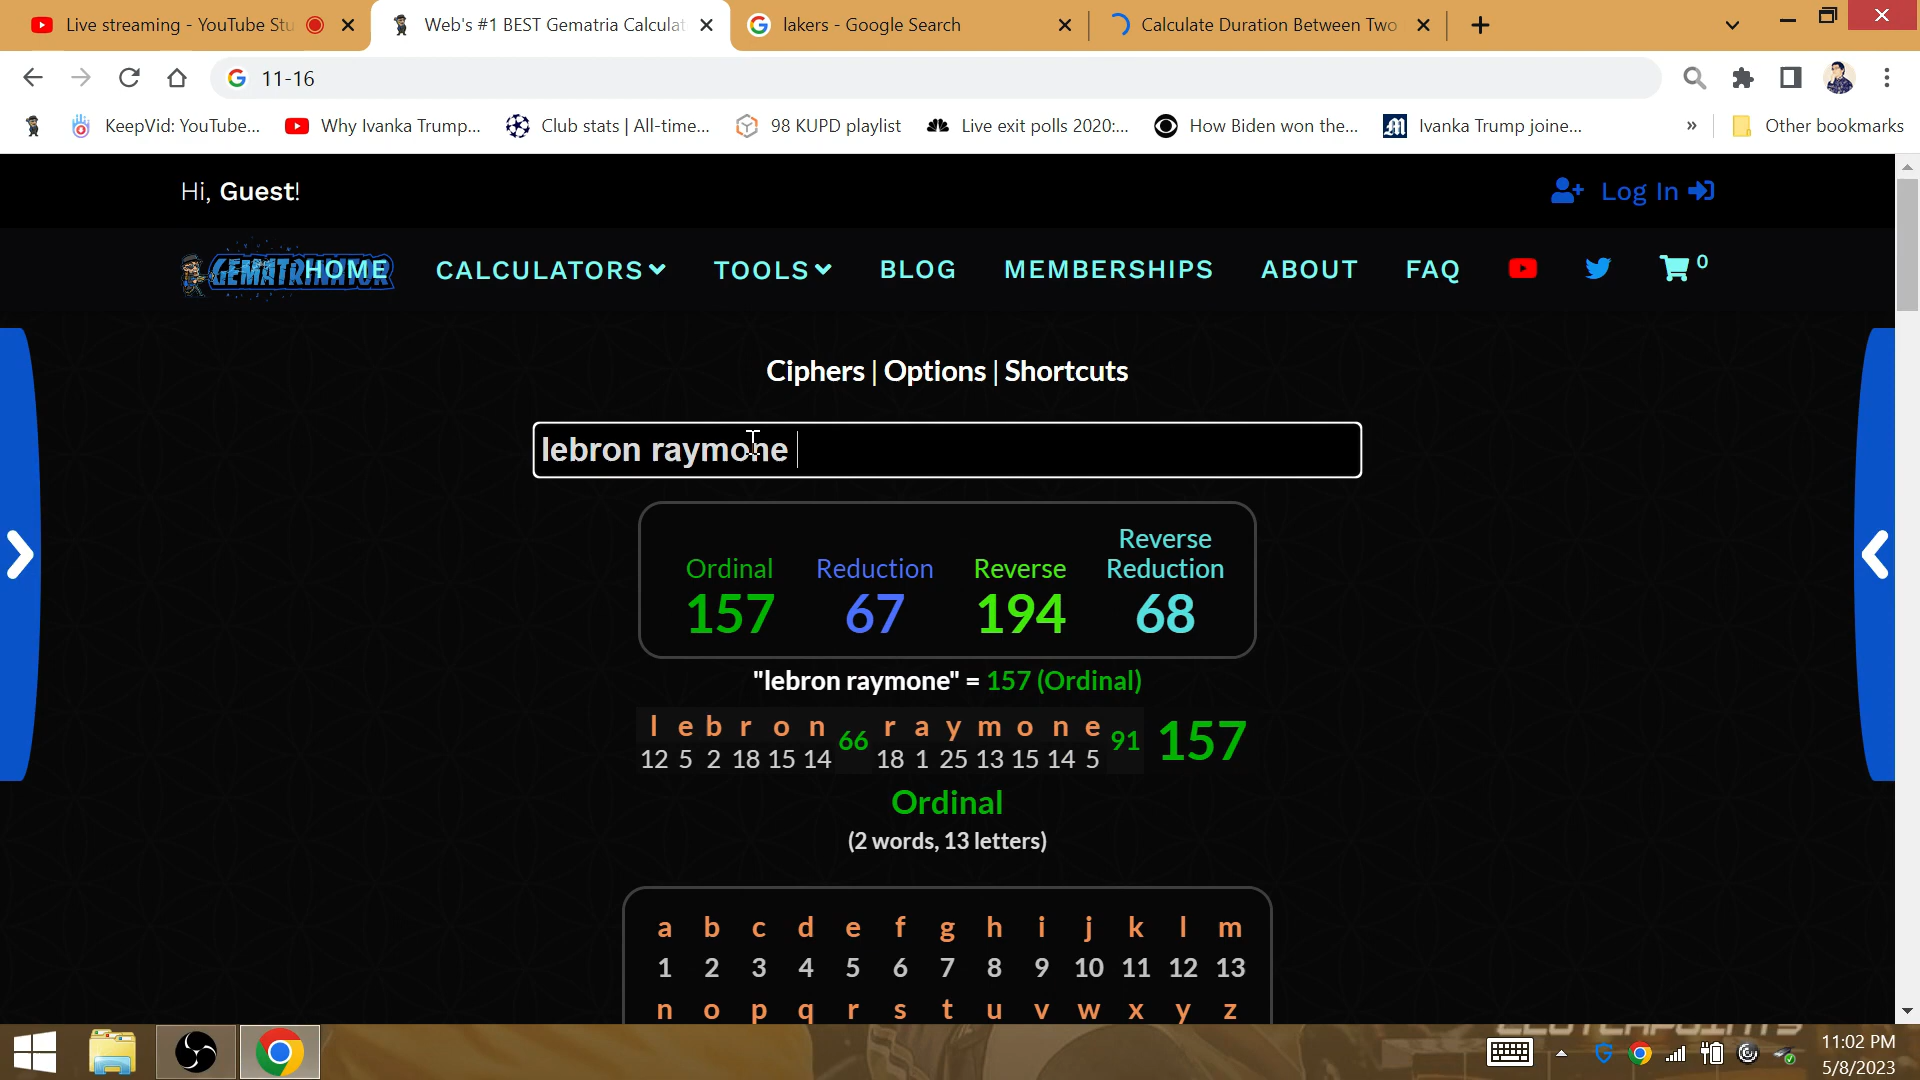 Live streaming - YouTube Stu
Web's #1 BEST Gematria Calculat
lakers - Google Search
Calculate Duration Between Two
11-16
KeepVid: YouTube...
Why Ivanka Trump...
Club stats | All-time...
98 KUPD playlist
Live exit polls 2020:...
How Biden won the...
Ivanka Trump joine...
»
Other bookmarks
Hi, Guest!
Log In
GEMATRINATOR
HOME
CALCULATORS
TOOLS
BLOG
MEMBERSHIPS
ABOUT
FAQ
0
Ciphers | Options | Shortcuts
lebron raymone
Ordinal Reduction Reverse Reverse Reduction
157 67 194 68
"lebron raymone" = 157 (Ordinal)
l e b r o n 66 r a y m o n e 91 157
12 5 2 18 15 14 18 1 25 13 15 14 5
Ordinal
(2 words, 13 letters)
a b c d e f g h i j k l m
1 2 3 4 5 6 7 8 9 10 11 12 13
n o p q r s t u v w x y z
CLUTCHPOINTS
11:02 PM
5/8/2023